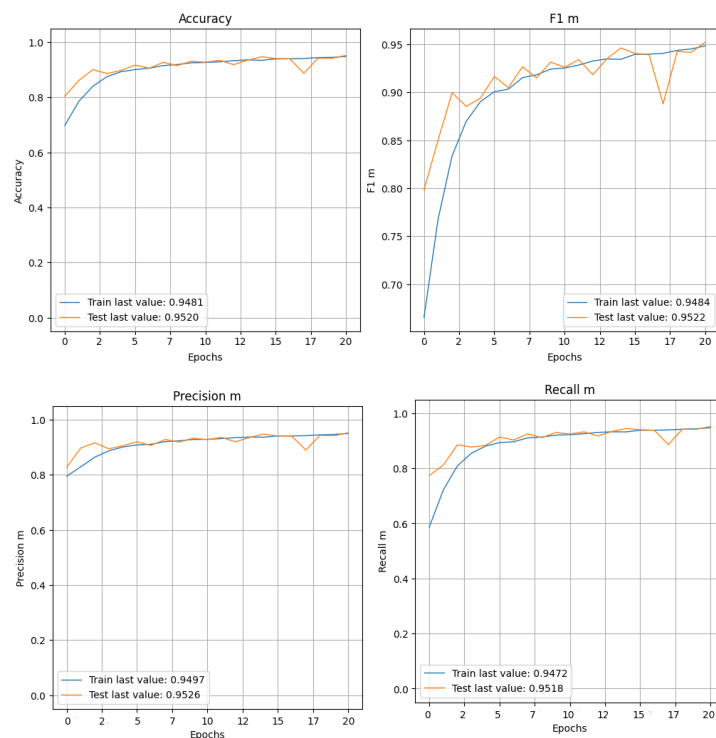 Accuracy
1.0
0.8
0.6
0.4
0.2
0.0
Accuracy
Train last value: 0.9481
Test last value: 0.9520
0 2 5 7 10 12 15 17 20
Epochs
F1 m
0.95
0.90
0.85
0.80
0.75
0.70
F1 m
Train last value: 0.9484
Test last value: 0.9522
0 2 5 7 10 12 15 17 20
Epochs
Precision m
1.0
0.8
0.6
0.4
0.2
0.0
Precision m
Train last value: 0.9497
Test last value: 0.9526
0 2 5 7 10 12 15 17 20
Epochs
Recall m
1.0
0.8
0.6
0.4
0.2
0.0
Recall m
Train last value: 0.9472
Test last value: 0.9518
0 2 5 7 10 12 15 17 20
Epochs